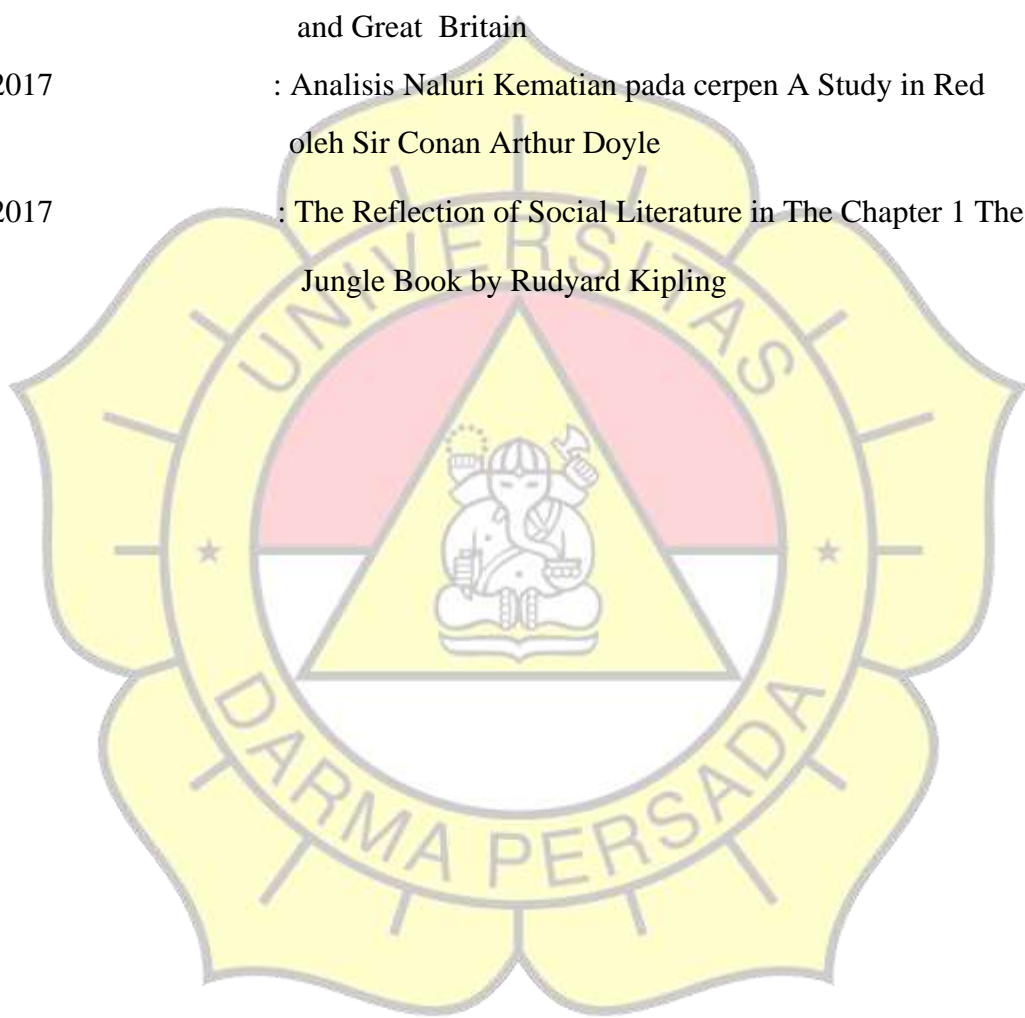 and Great Britain
2017 : Analisis Naluri Kematian pada cerpen A Study in Red
oleh Sir Conan Arthur Doyle
2017 : The Reflection of Social Literature in The Chapter 1 The
Jungle Book by Rudyard Kipling
UNIVERSITAS
DARMA PERSADA